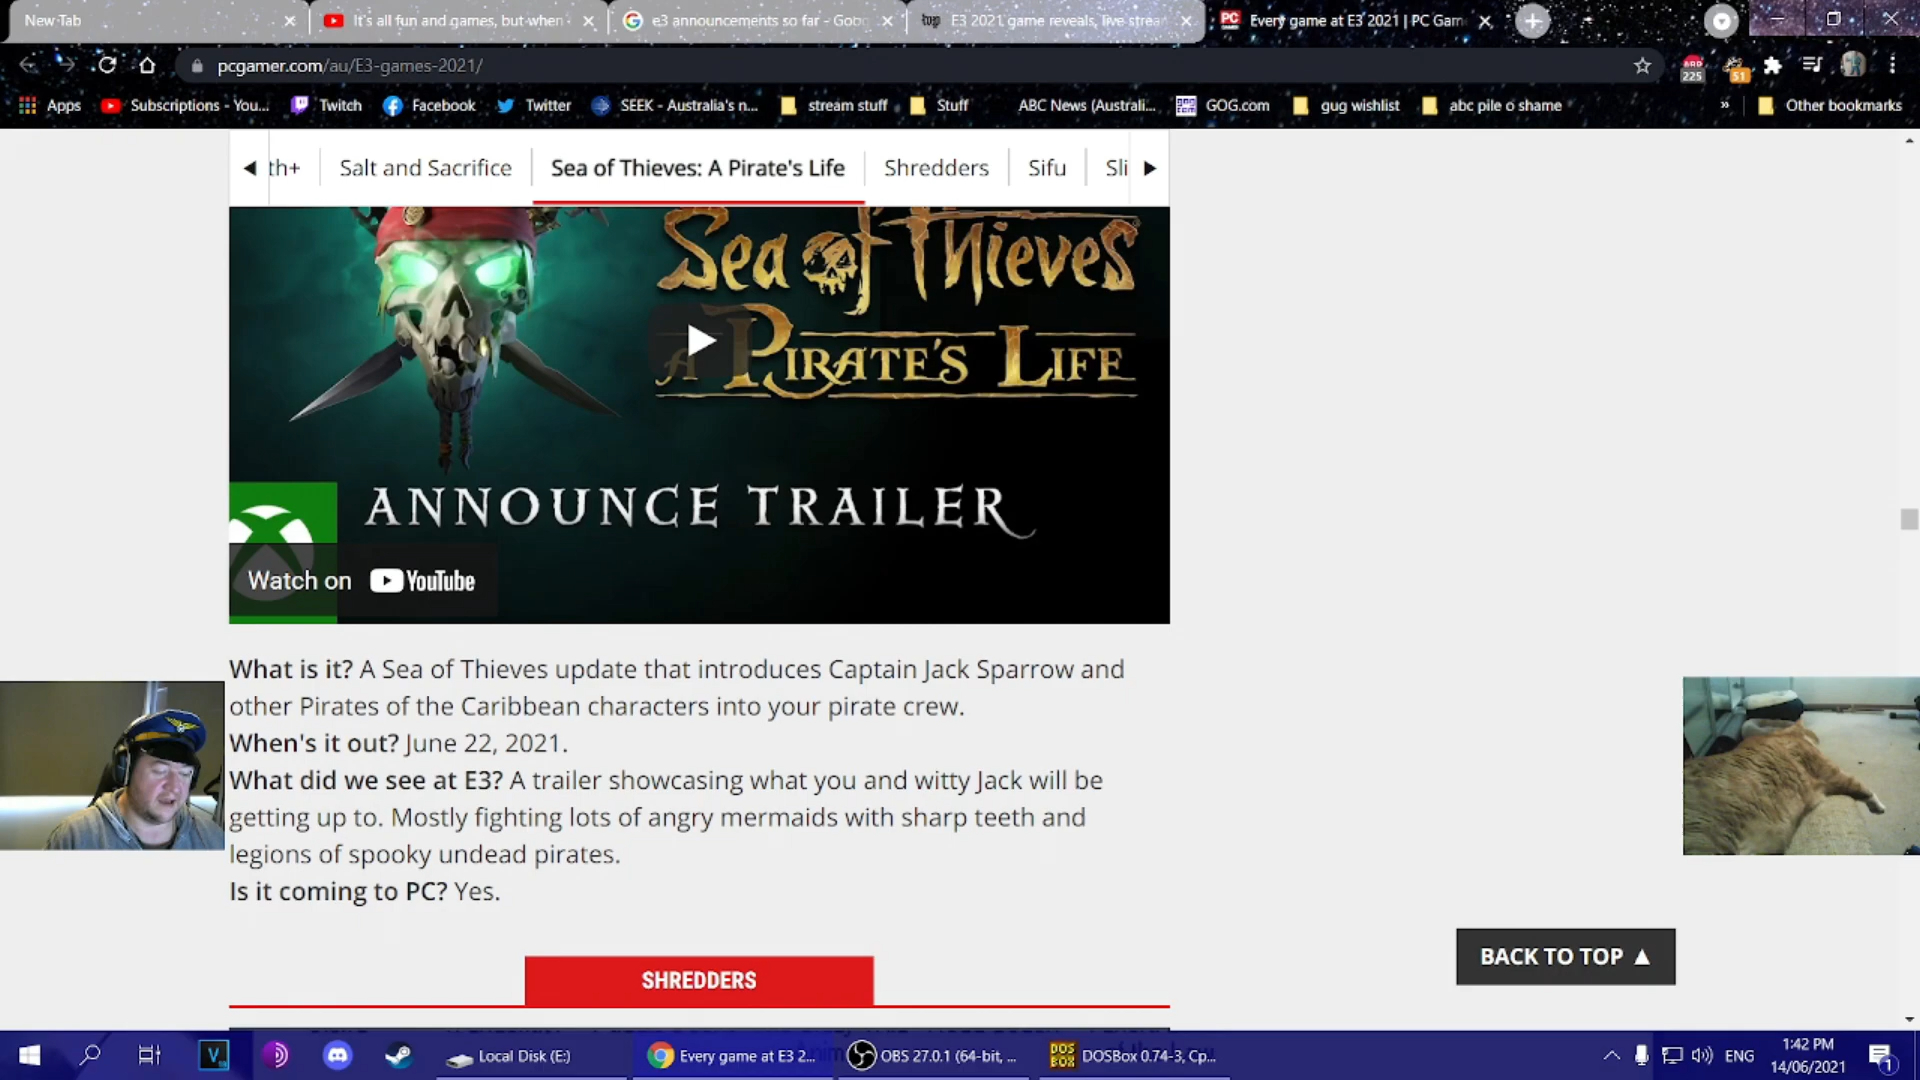 New Tab
It's all fun and games, but when
e3 announcements so far - Goog
E3 2021 game reveals, live strea
Every game at E3 2021 | PC Gam
pcgamer.com/au/E3-games-2021/
225
51
Apps
Subscriptions - You...
Twitch
Facebook
Twitter
SEEK - Australia's n...
stream stuff
Stuff
ABC News (Australi...
GOG.com
gug wishlist
abc pile o shame
»
Other bookmarks
th+
Salt and Sacrifice
Sea of Thieves: A Pirate's Life
Shredders
Sifu
Sli
Sea of Thieves
A Pirate's Life
ANNOUNCE TRAILER
Watch on YouTube
What is it? A Sea of Thieves update that introduces Captain Jack Sparrow and
other Pirates of the Caribbean characters into your pirate crew.
When's it out? June 22, 2021.
What did we see at E3? A trailer showcasing what you and witty Jack will be
getting up to. Mostly fighting lots of angry mermaids with sharp teeth and
legions of spooky undead pirates.
Is it coming to PC? Yes.
BACK TO TOP
SHREDDERS
Local Disk (E:)
Every game at E3 2...
OBS 27.0.1 (64-bit, ...
DOSBox 0.74-3, Cp...
ENG
1:42 PM
14/06/2021
1